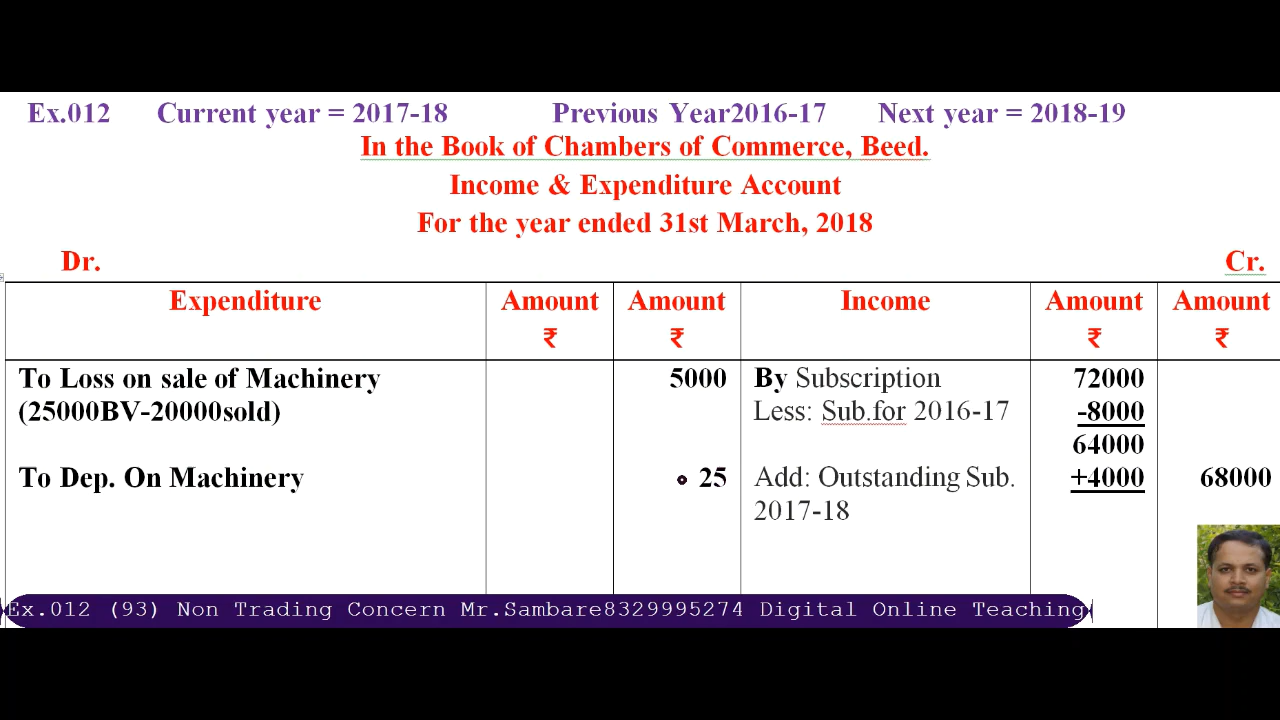 Ex.012 Current year = 2017-18 Previous Year2016-17 Next year = 2018-19
In the Book of Chambers of Commerce, Beed.
Income & Expenditure Account
For the year ended 31st March, 2018
Dr. Cr.
Expenditure Amount Amount Income Amount Amount
₹ ₹ ₹ ₹
To Loss on sale of Machinery 5000 By Subscription 72000
(25000BV-20000sold) Less: Sub.for 2016-17 -8000
64000
To Dep. On Machinery 25 Add: Outstanding Sub. +4000 68000
2017-18
Ex.012 (93) Non Trading Concern Mr.Sambare8329995274 Digital Online Teaching